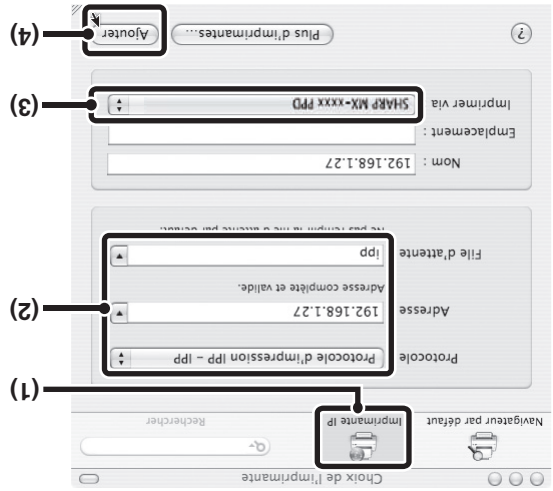 Choix de l'imprimante
Navigateur par défaut
Imprimante IP
Rechercher
(1)
Protocole
Protocole d'impression IPP - IPP
Adresse
192.168.1.27
(2)
Adresse complète et valide.
File d'attente
ipp
Ne pas remplir la file d'attente par défaut.
Nom :
192.168.1.27
Emplacement :
Imprimer via
SHARP MX-xxxx PPD
(3)
?
Plus d'imprimantes...
Ajouter
(4)